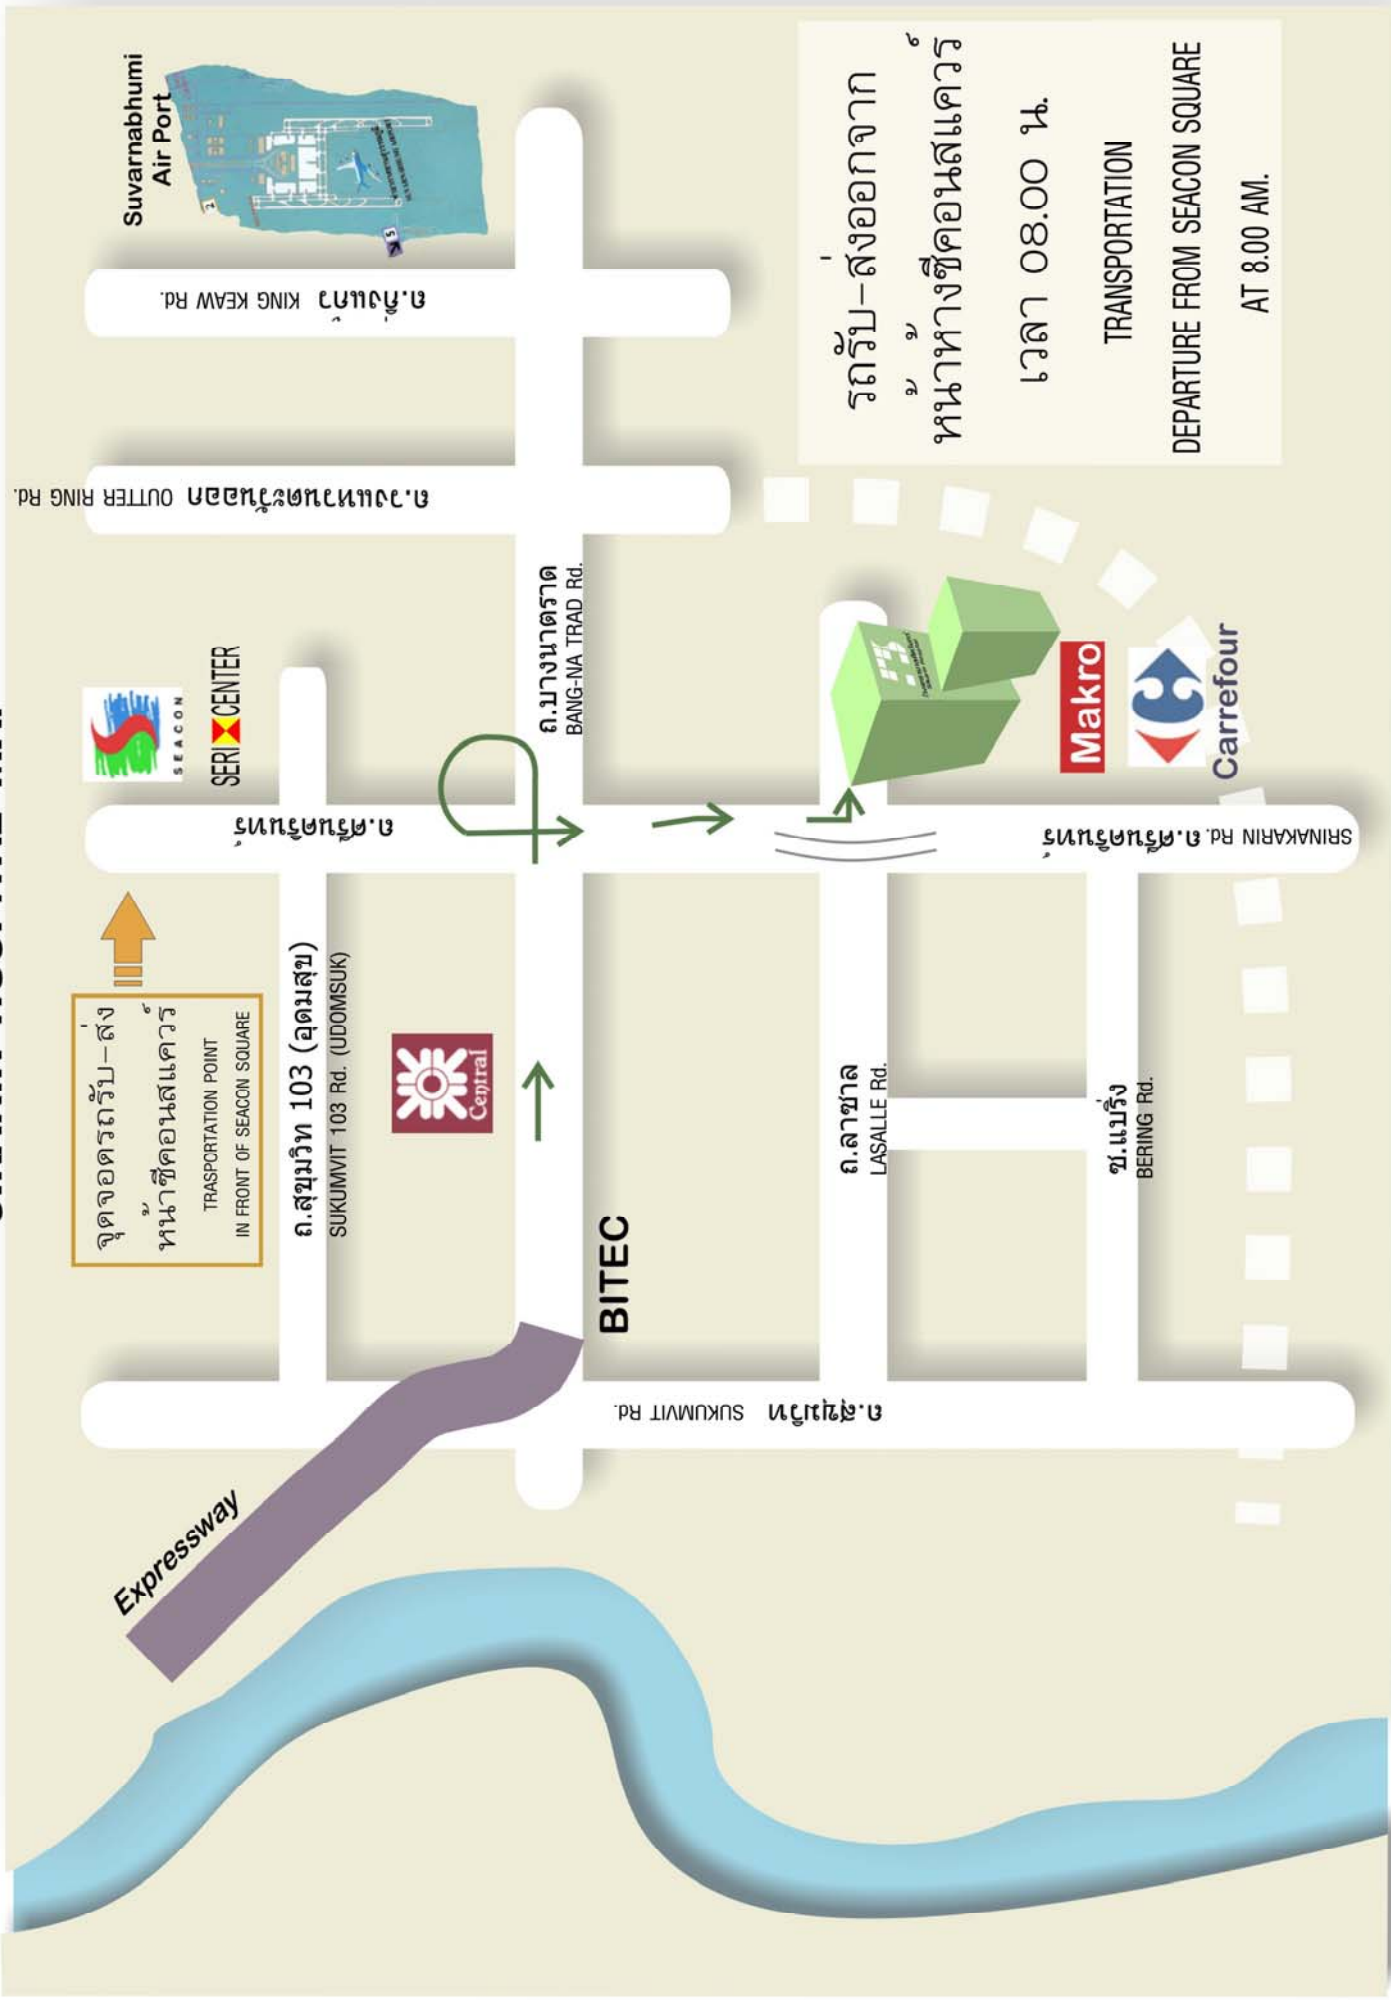 Suvarnabhumi
Air Port
ถ.กิ่งแก้ว KING KEAW Rd.
ถ.วงแหวนตะวันออก OUTTER RING Rd.
SEACON
SERI CENTER
ถ.ศรีนครินทร์
จุดจอดรถรับ-ส่ง
หน้าซีคอนสแควร์
TRASPORTATION POINT
IN FRONT OF SEACON SQUARE
ถ.สุขุมวิท 103 (อุดมสุข)
SUKUMVIT 103 Rd. (UDOMSUK)
Central
ถ.บางนาตราด
BANG-NA TRAD Rd.
BITEC
Expressway
ถ.สุขุมวิท SUKUMVIT Rd.
ถ.ลาซาล
LASALLE Rd.
ซ.แบริ่ง
BERING Rd.
ถ.ศรีนครินทร์ SRINAKARIN Rd.
Makro
Carrefour
รถรับ-ส่งออกจาก
หน้าห้างซีคอนสแควร์
เวลา 08.00 น.
TRANSPORTATION
DEPARTURE FROM SEACON SQUARE
AT 8.00 AM.